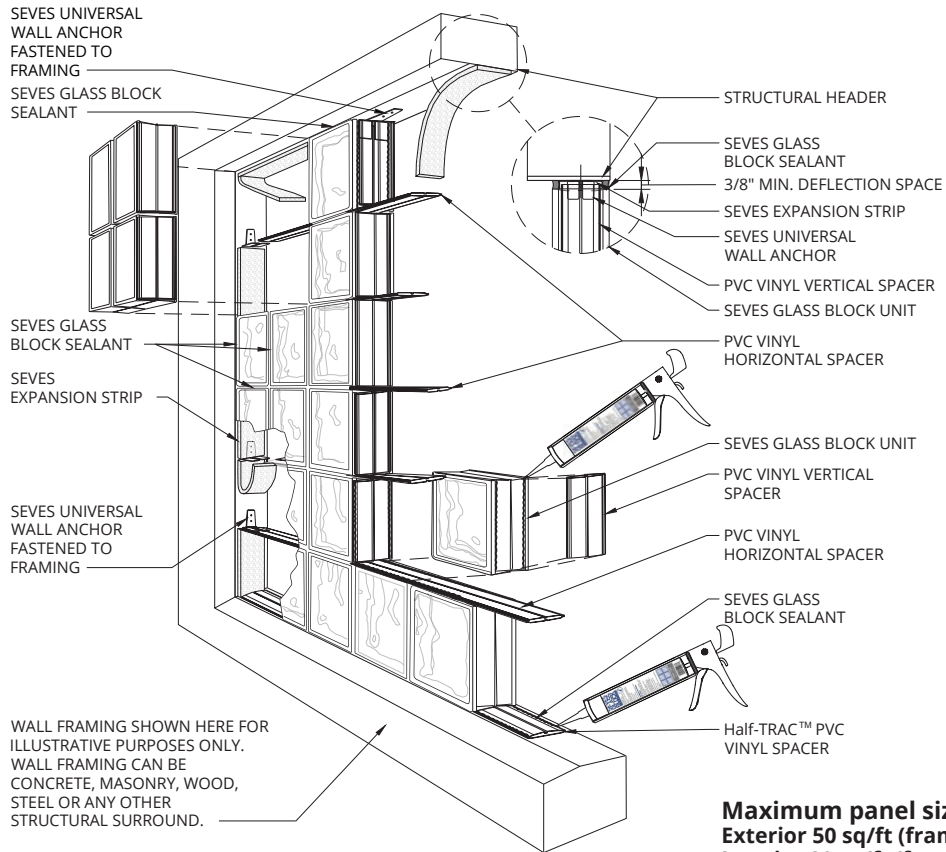 SEVES UNIVERSAL
WALL ANCHOR
FASTENED TO
FRAMING
SEVES GLASS BLOCK
SEALANT
SEVES GLASS
BLOCK SEALANT
SEVES
EXPANSION STRIP
SEVES UNIVERSAL
WALL ANCHOR
FASTENED TO
FRAMING
WALL FRAMING SHOWN HERE FOR
ILLUSTRATIVE PURPOSES ONLY.
WALL FRAMING CAN BE
CONCRETE, MASONRY, WOOD,
STEEL OR ANY OTHER
STRUCTURAL SURROUND.
STRUCTURAL HEADER
SEVES GLASS
BLOCK SEALANT
3/8" MIN. DEFLECTION SPACE
SEVES EXPANSION STRIP
SEVES UNIVERSAL
WALL ANCHOR
PVC VINYL VERTICAL SPACER
SEVES GLASS BLOCK UNIT
PVC VINYL
HORIZONTAL SPACER
SEVES GLASS BLOCK UNIT
PVC VINYL VERTICAL
SPACER
PVC VINYL
HORIZONTAL SPACER
SEVES GLASS
BLOCK SEALANT
Half-TRAC™ PVC
VINYL SPACER
Maximum panel siz
Exterior 50 sq/ft (fram